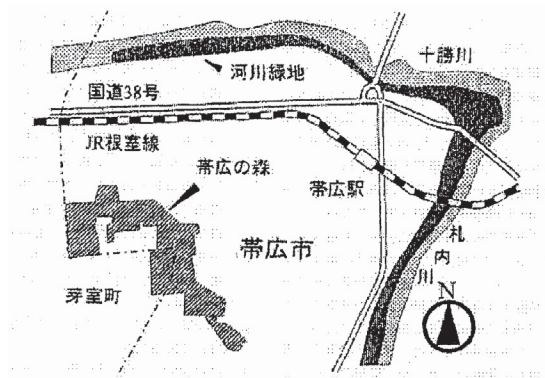 十勝川
河川緑地
国道38号
JR根室線
帯広の森
帯広駅
帯広市
札内川
芽室町
N